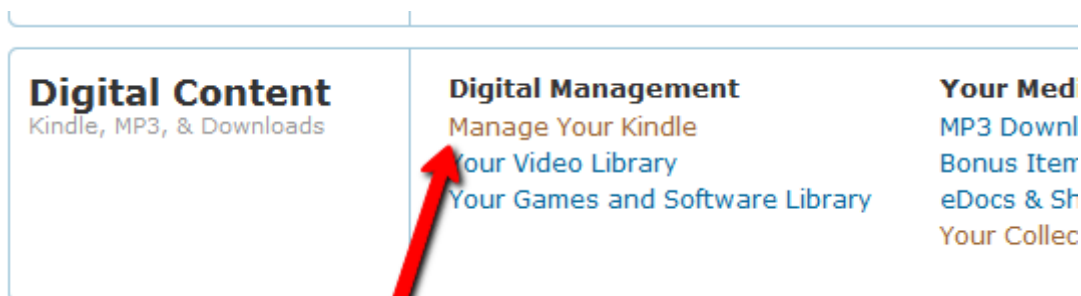 Digital Content
Kindle, MP3, & Downloads
Digital Management
Manage Your Kindle
Your Video Library
Your Games and Software Library
Your Medi
MP3 Downl
Bonus Item
eDocs & Sh
Your Collec